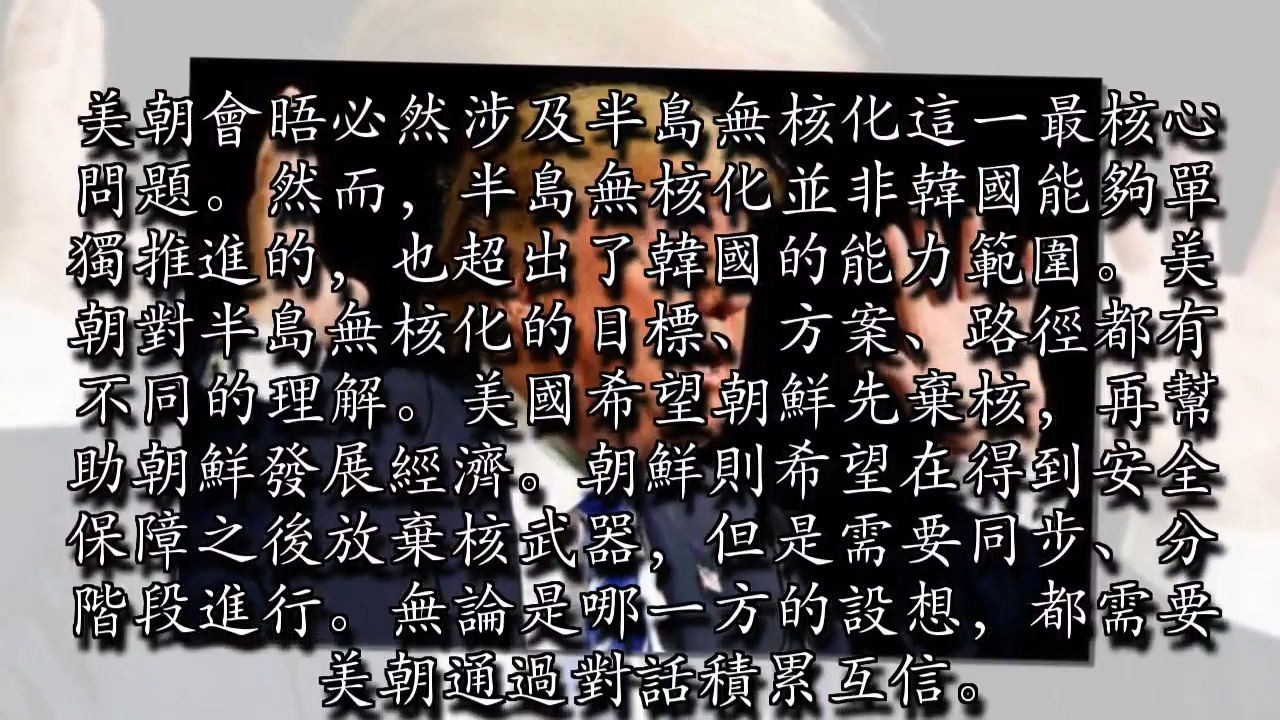 美朝會晤必然涉及半島無核化這一最核心
問題。然而，半島無核化並非韓國能夠單
獨推進的，也超出了韓國的能力範圍。美
朝對半島無核化的目標、方案、路徑都有
不同的理解。美國希望朝鮮先棄核，再幫
助朝鮮發展經濟。朝鮮則希望在得到安全
保障之後放棄核武器，但是需要同步、分
階段進行。無論是哪一方的設想，都需要
美朝通過對話積累互信。